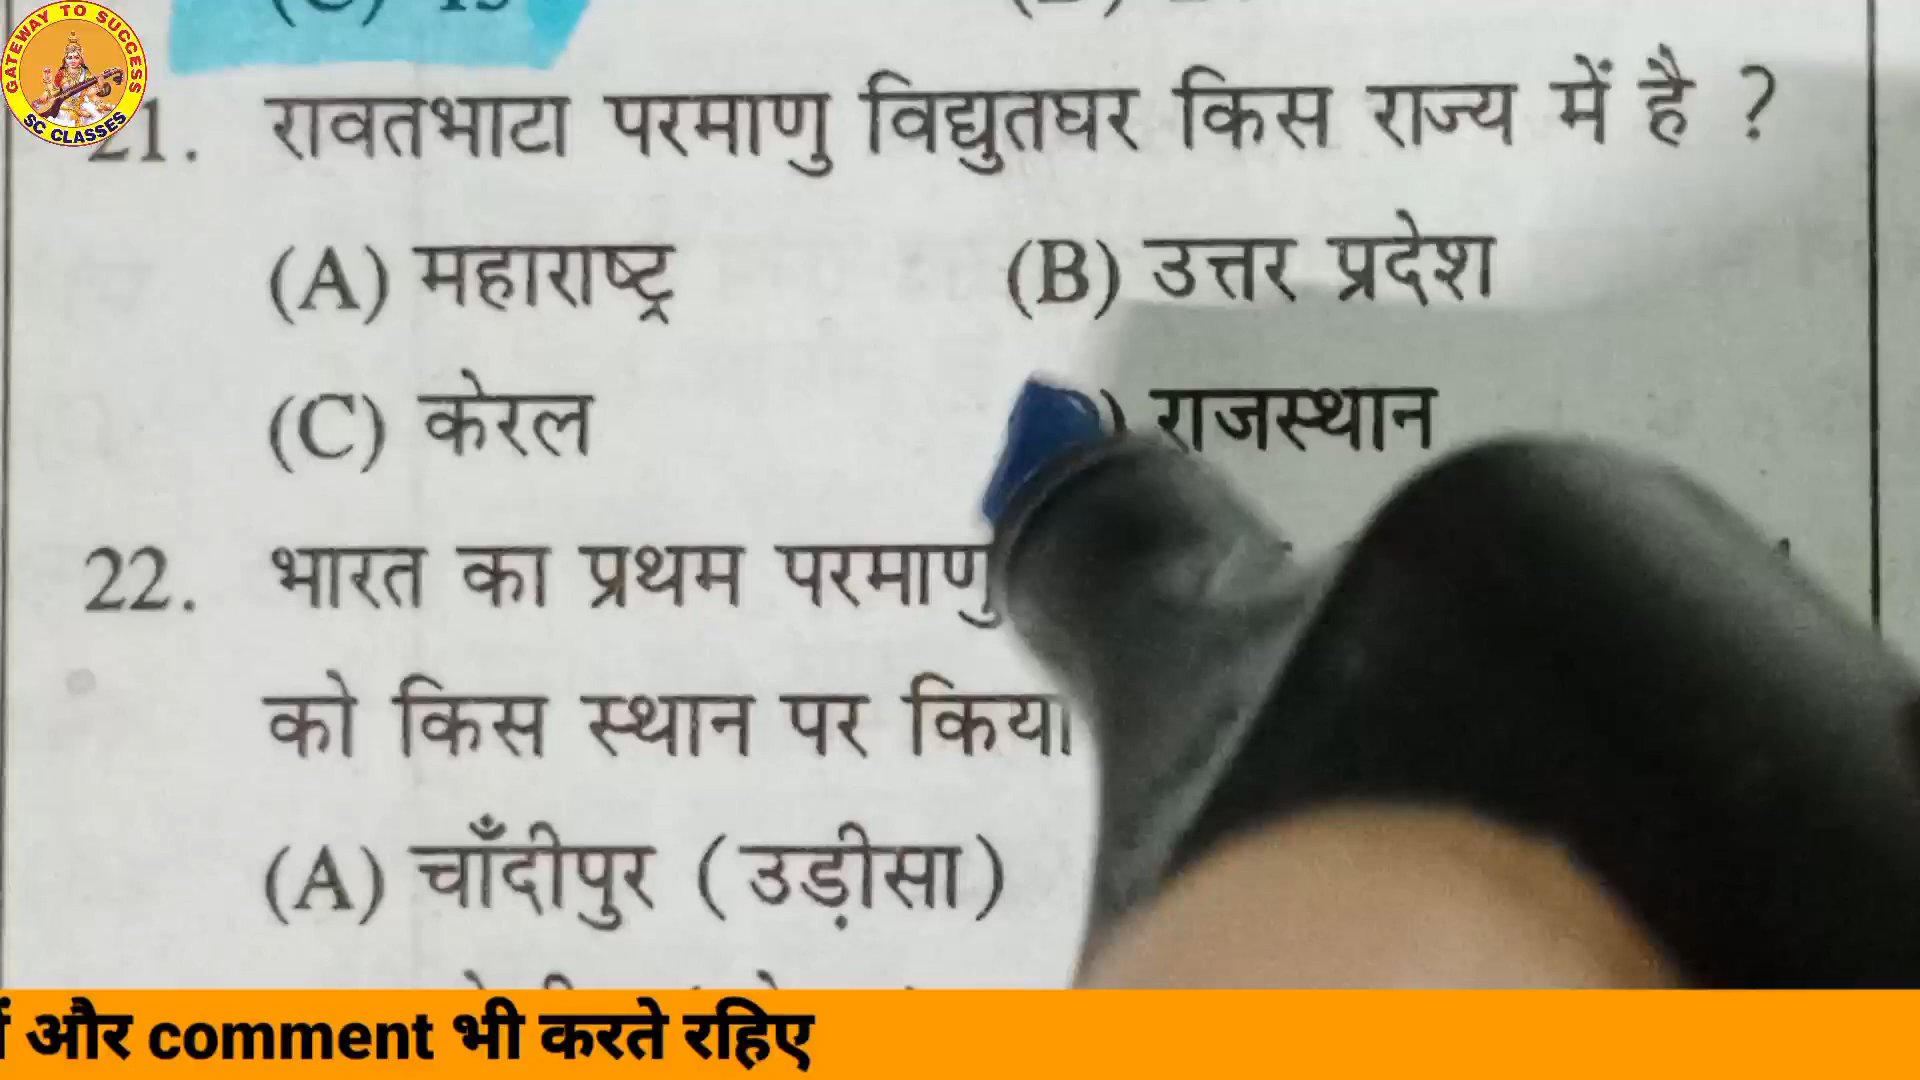 GATEWAY TO SUCCESS
SC CLASSES
21. रावतभाटा परमाणु विद्युतघर किस राज्य में है ?
(A) महाराष्ट्र (B) उत्तर प्रदेश
(C) केरल राजस्थान
22. भारत का प्रथम परमाणु
को किस स्थान पर किया
(A) चाँदीपुर (उड़ीसा)
और comment भी करते रहिए